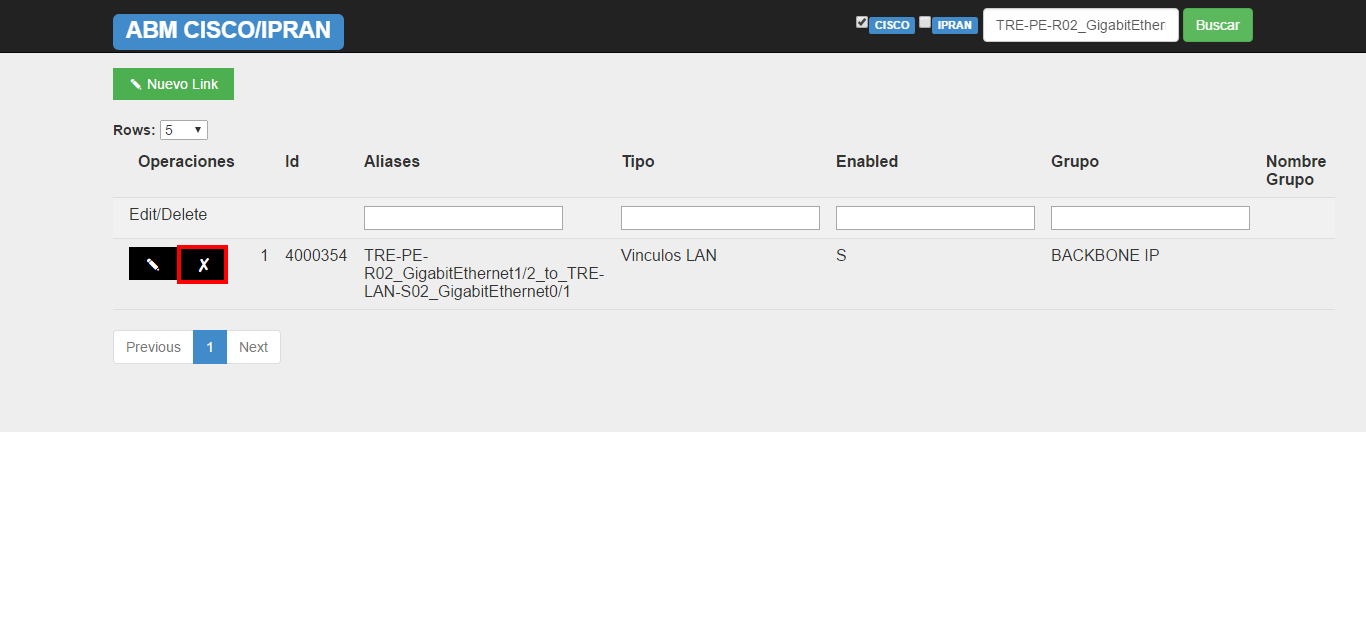 ABM CISCO/IPRAN
CISCO IPRAN TRE-PE-R02_GigabitEther Buscar
Nuevo Link
Rows: 5
Operaciones Id Aliases Tipo Enabled Grupo Nombre
Grupo
Edit/Delete
✗ 1 4000354 TRE-PE- Vinculos LAN S BACKBONE IP
R02_GigabitEthernet1/2_to_TRE-
LAN-S02_GigabitEthernet0/1
Previous 1 Next